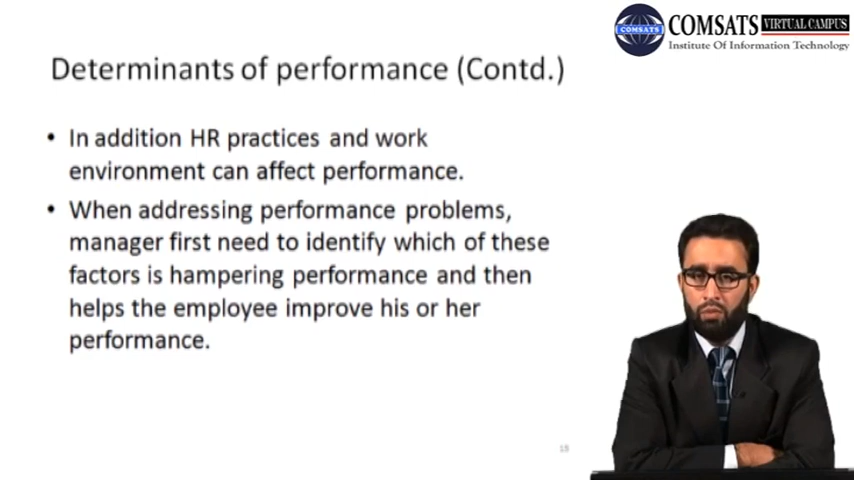 COMSATS VIRTUAL CAMPUS
Institute Of Information Technology
COMSATS
Determinants of performance (Contd.)
• In addition HR practices and work
environment can affect performance.
• When addressing performance problems,
manager first need to identify which of these
factors is hampering performance and then
helps the employee improve his or her
performance.